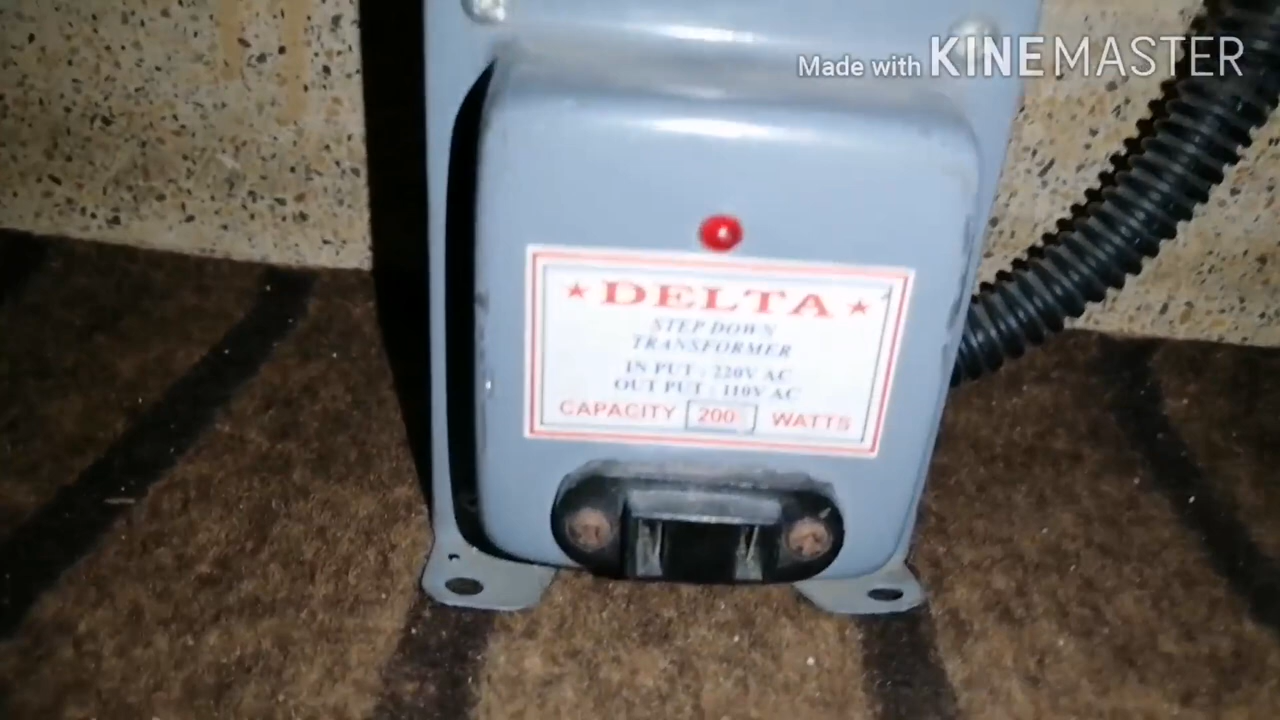 Made with KINEMASTER
★ DELTA ★
STEP DOWN
TRANSFORMER
IN PUT : 220V AC
OUT PUT : 110V AC
CAPACITY 200 WATTS